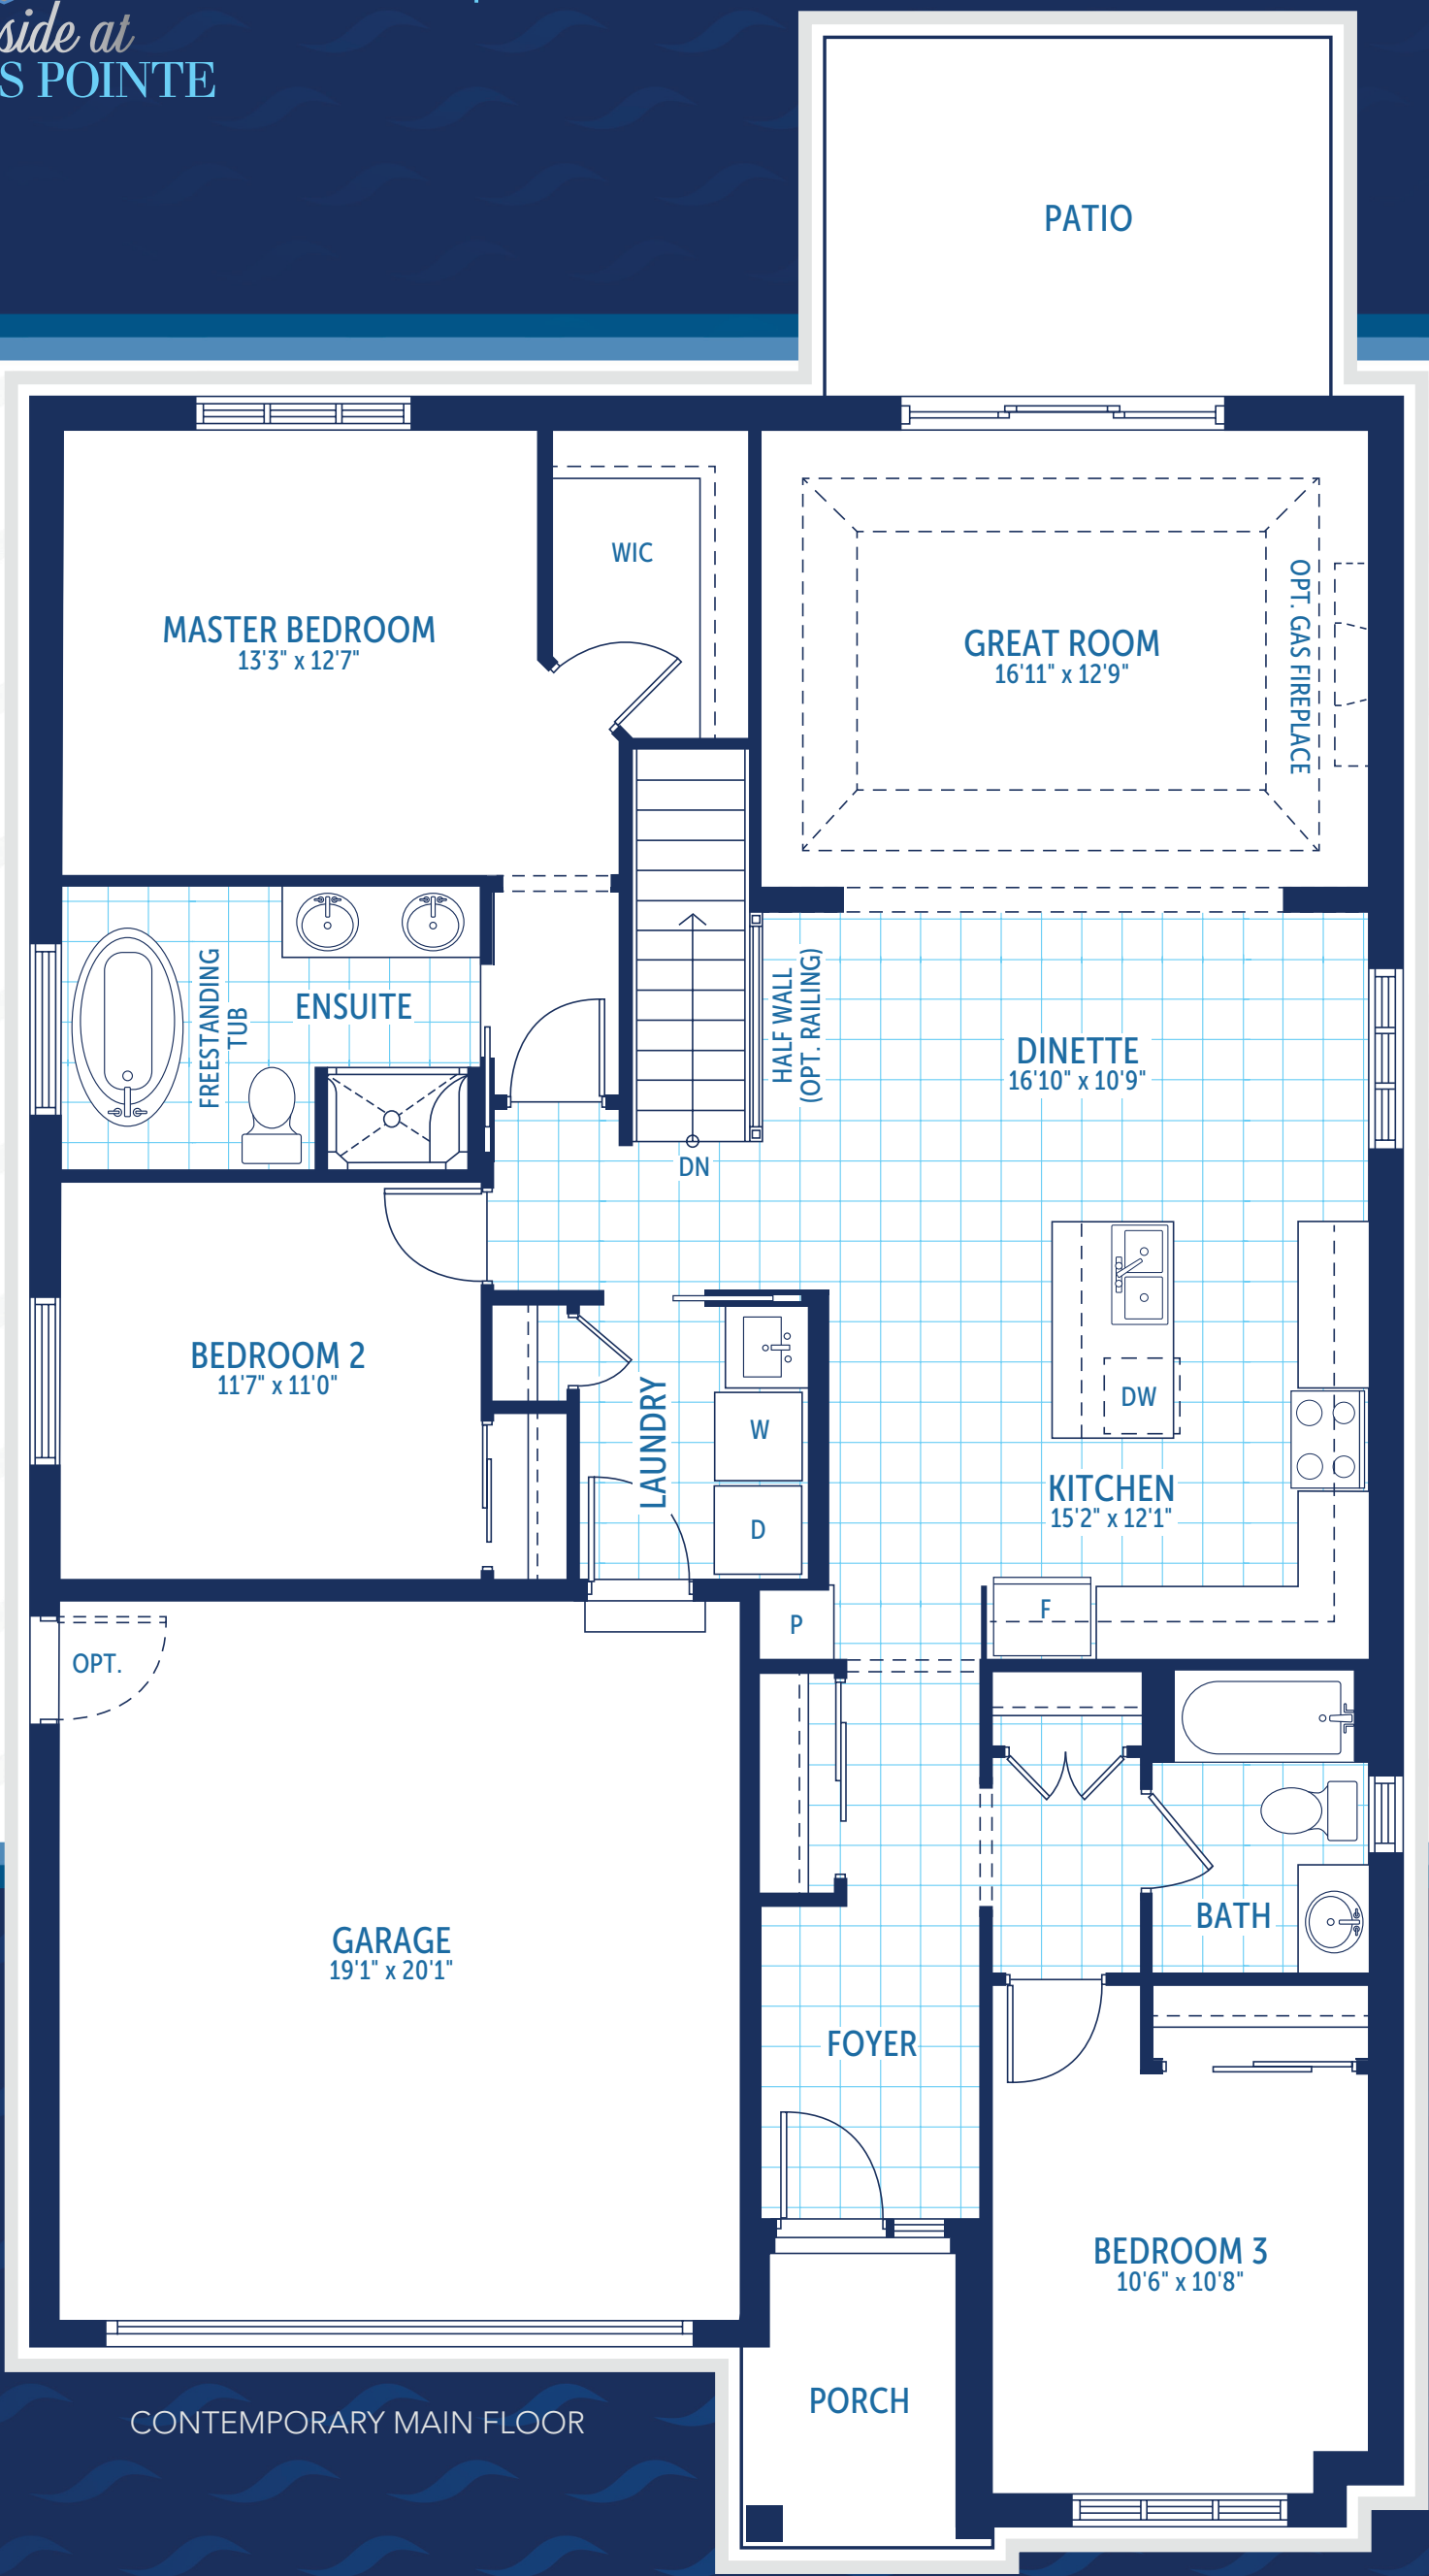 side at
S POINTE
PATIO
WIC
MASTER BEDROOM
13'3" x 12'7"
GREAT ROOM
16'11" x 12'9"
OPT. GAS FIREPLACE
FREESTANDING
TUB
ENSUITE
HALF WALL
(OPT. RAILING)
DINETTE
16'10" x 10'9"
DN
BEDROOM 2
11'7" x 11'0"
LAUNDRY
W
D
DW
KITCHEN
15'2" x 12'1"
F
P
OPT.
GARAGE
19'1" x 20'1"
BATH
FOYER
BEDROOM 3
10'6" x 10'8"
PORCH
CONTEMPORARY MAIN FLOOR